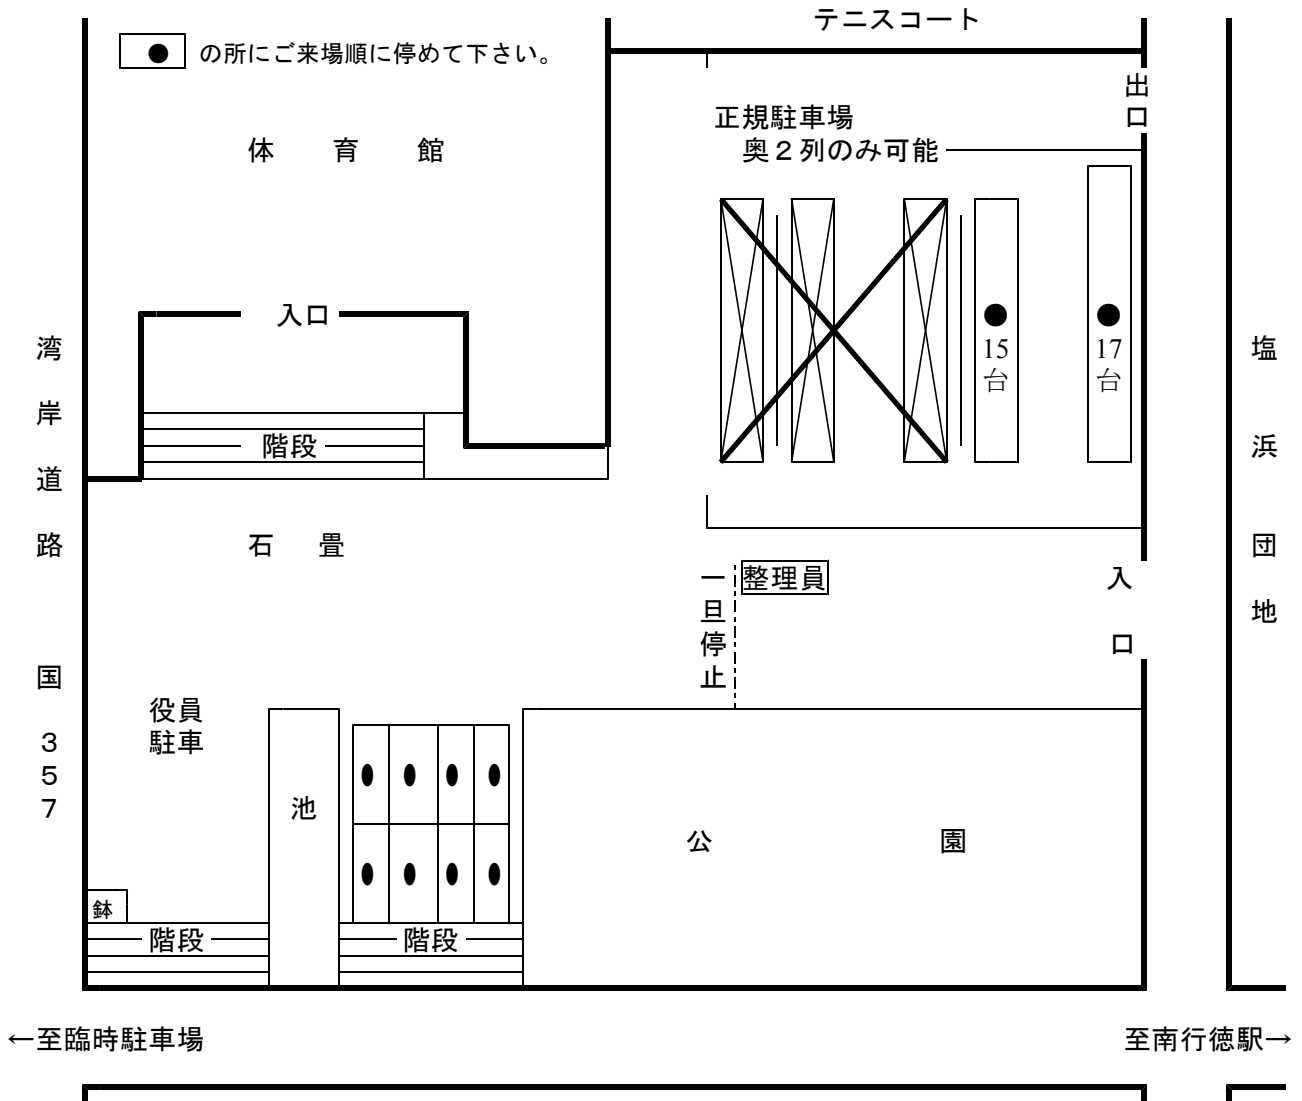 テニスコート
● の所にご来場順に停めて下さい。
出口
正規駐車場
奥２列のみ可能
体 育 館
入口
湾岸道路 国 ３５７
15台
17台
塩浜団地
階段
石 畳
一旦停止
整理員
入口
役員
駐車
池
公 園
鉢
階段
階段
←至臨時駐車場
至南行徳駅→